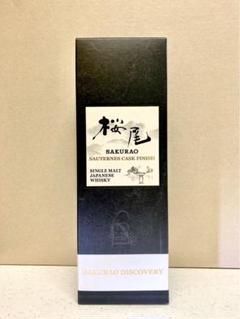 桜尾
SAKURAO
SAUTERNES CASK FINISH
SINGLE MALT
JAPANESE
WHISKY
SAKURAO DISCOVERY